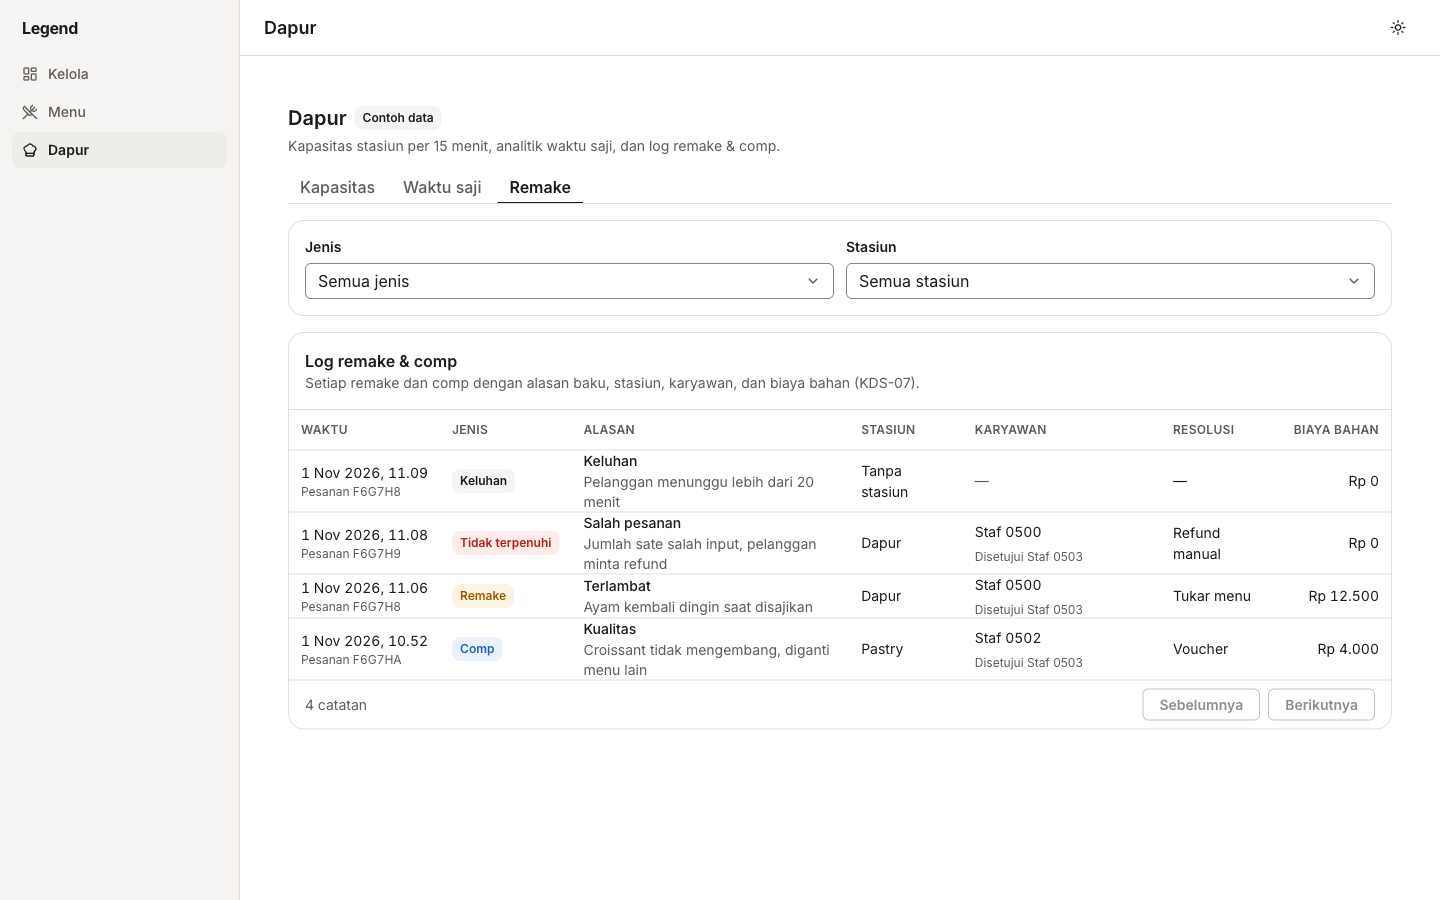 Legend
Kelola
Menu
Dapur
Dapur
Dapur Contoh data
Kapasitas stasiun per 15 menit, analitik waktu saji, dan log remake & comp.
Kapasitas Waktu saji Remake
Jenis
Semua jenis
Stasiun
Semua stasiun
Log remake & comp
Setiap remake dan comp dengan alasan baku, stasiun, karyawan, dan biaya bahan (KDS-07).
WAKTU JENIS ALASAN STASIUN KARYAWAN RESOLUSI BIAYA BAHAN
1 Nov 2026, 11.09
Pesanan F6G7H8
Keluhan
Keluhan
Pelanggan menunggu lebih dari 20
menit
Tanpa
stasiun
—
—
Rp 0
1 Nov 2026, 11.08
Pesanan F6G7H9
Tidak terpenuhi
Salah pesanan
Jumlah sate salah input, pelanggan
minta refund
Dapur
Staf 0500
Disetujui Staf 0503
Refund
manual
Rp 0
1 Nov 2026, 11.06
Pesanan F6G7H8
Remake
Terlambat
Ayam kembali dingin saat disajikan
Dapur
Staf 0500
Disetujui Staf 0503
Tukar menu
Rp 12.500
1 Nov 2026, 10.52
Pesanan F6G7HA
Comp
Kualitas
Croissant tidak mengembang, diganti
menu lain
Pastry
Staf 0502
Disetujui Staf 0503
Voucher
Rp 4.000
4 catatan
Sebelumnya
Berikutnya